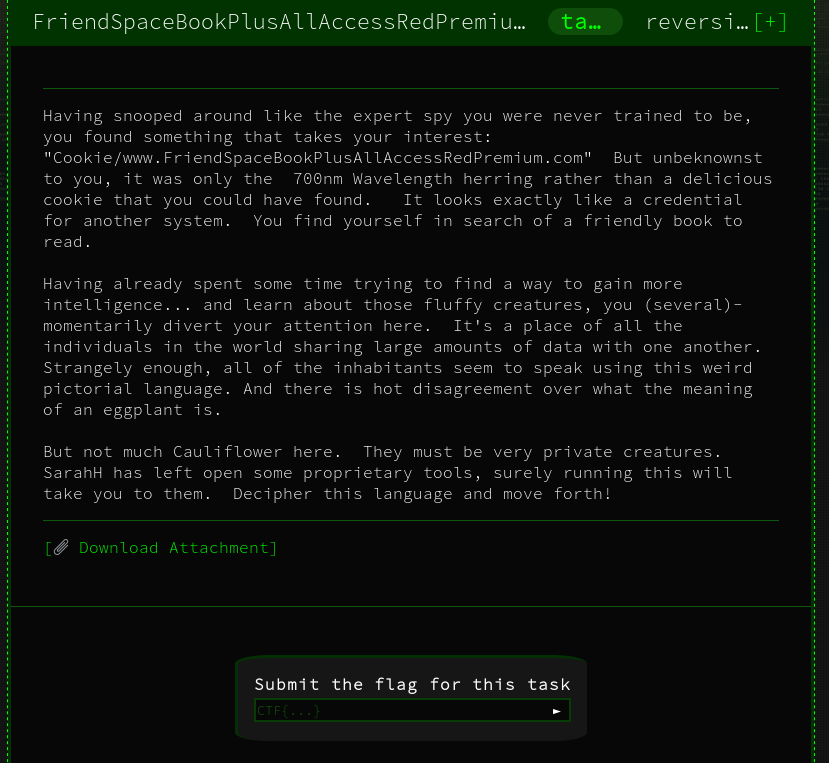 FriendSpaceBookPlusAllAccessRedPremiu… ta… reversi…[+]
Having snooped around like the expert spy you were never trained to be,
you found something that takes your interest:
"Cookie/www.FriendSpaceBookPlusAllAccessRedPremium.com"  But unbeknownst
to you, it was only the  700nm Wavelength herring rather than a delicious
cookie that you could have found.   It looks exactly like a credential
for another system.  You find yourself in search of a friendly book to
read.
Having already spent some time trying to find a way to gain more
intelligence... and learn about those fluffy creatures, you (several)-
momentarily divert your attention here.  It's a place of all the
individuals in the world sharing large amounts of data with one another.
Strangely enough, all of the inhabitants seem to speak using this weird
pictorial language. And there is hot disagreement over what the meaning
of an eggplant is.
But not much Cauliflower here.  They must be very private creatures.
SarahH has left open some proprietary tools, surely running this will
take you to them.  Decipher this language and move forth!
[ Download Attachment]
Submit the flag for this task
CTF{...}